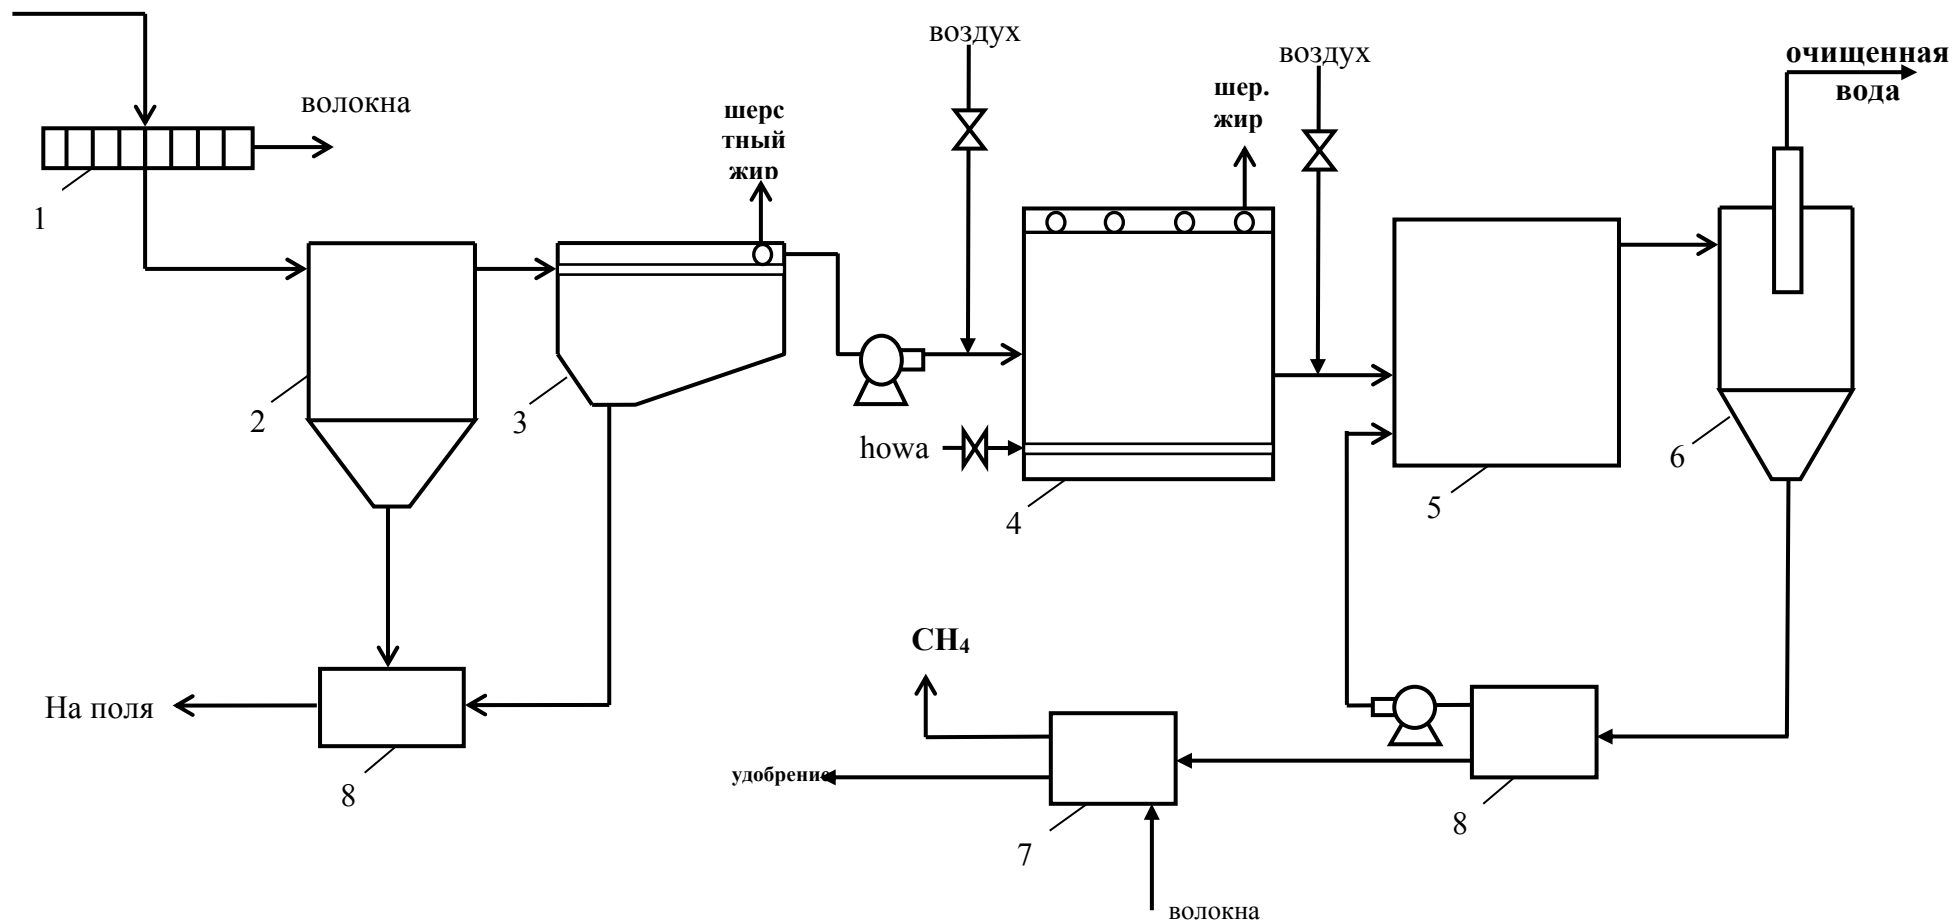 воздух
воздух
очищенная
вода
волокна
шерс
тный
жир
шер.
жир
1
2
3
howa
4
5
6
CH₄
На поля
удобрение
8
7
8
волокна